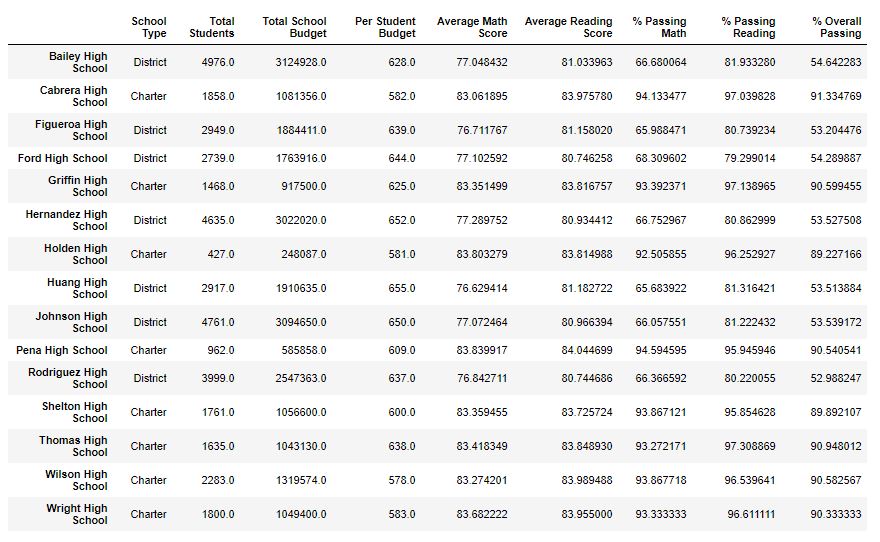 School Type Total Students Total School Budget Per Student Budget Average Math Score Average Reading Score % Passing Math % Passing Reading % Overall Passing
Bailey High School District 4976.0 3124928.0 628.0 77.048432 81.033963 66.680064 81.933280 54.642283
Cabrera High School Charter 1858.0 1081356.0 582.0 83.061895 83.975780 94.133477 97.039828 91.334769
Figueroa High School District 2949.0 1884411.0 639.0 76.711767 81.158020 65.988471 80.739234 53.204476
Ford High School District 2739.0 1763916.0 644.0 77.102592 80.746258 68.309602 79.299014 54.289887
Griffin High School Charter 1468.0 917500.0 625.0 83.351499 83.816757 93.392371 97.138965 90.599455
Hernandez High School District 4635.0 3022020.0 652.0 77.289752 80.934412 66.752967 80.862999 53.527508
Holden High School Charter 427.0 248087.0 581.0 83.803279 83.814988 92.505855 96.252927 89.227166
Huang High School District 2917.0 1910635.0 655.0 76.629414 81.182722 65.683922 81.316421 53.513884
Johnson High School District 4761.0 3094650.0 650.0 77.072464 80.966394 66.057551 81.222432 53.539172
Pena High School Charter 962.0 585858.0 609.0 83.839917 84.044699 94.594595 95.945946 90.540541
Rodriguez High School District 3999.0 2547363.0 637.0 76.842711 80.744686 66.366592 80.220055 52.988247
Shelton High School Charter 1761.0 1056600.0 600.0 83.359455 83.725724 93.867121 95.854628 89.892107
Thomas High School Charter 1635.0 1043130.0 638.0 83.418349 83.848930 93.272171 97.308869 90.948012
Wilson High School Charter 2283.0 1319574.0 578.0 83.274201 83.989488 93.867718 96.539641 90.582567
Wright High School Charter 1800.0 1049400.0 583.0 83.682222 83.955000 93.333333 96.611111 90.333333